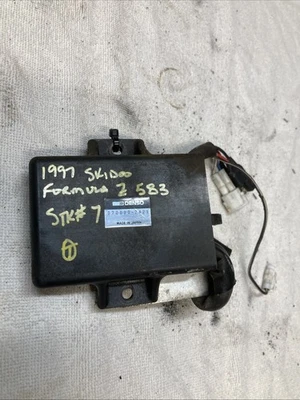 1997 SKIDOO
FORMULA Z 583
STK# 7
DENSO
MADE IN JAPAN